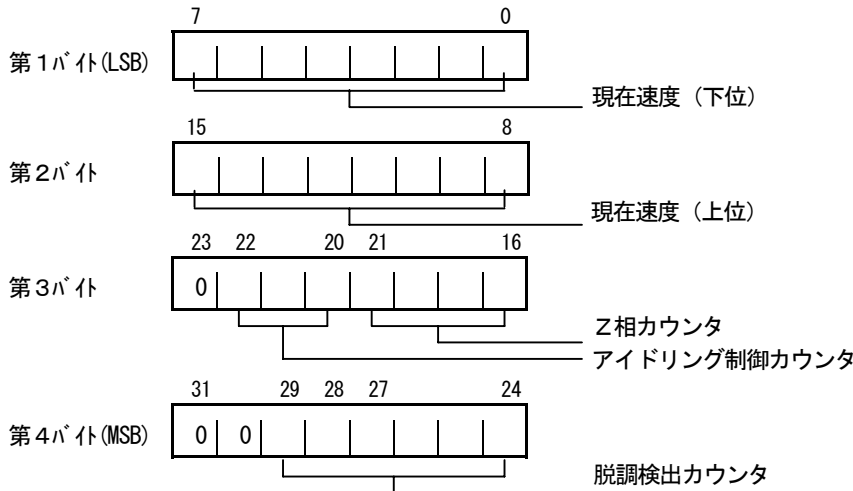 7 0
第1ﾊﾞｲﾄ(LSB)
現在速度（下位）
15 8
第2ﾊﾞｲﾄ
現在速度（上位）
23 22 20 21 16
第3ﾊﾞｲﾄ 0
Z相カウンタ
アイドリング制御カウンタ
31 29 28 27 24
第4ﾊﾞｲﾄ(MSB) 0 0
脱調検出カウンタ